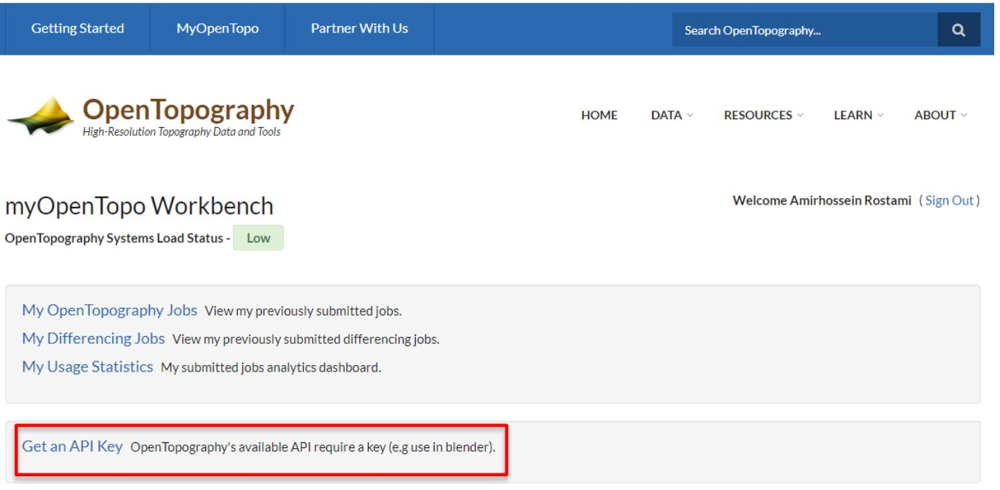 Getting Started MyOpenTopo Partner With Us Search OpenTopography...
OpenTopography
High-Resolution Topography Data and Tools
HOME DATA RESOURCES LEARN ABOUT
myOpenTopo Workbench
Welcome Amirhossein Rostami ( Sign Out )
OpenTopography Systems Load Status - Low
My OpenTopography Jobs View my previously submitted jobs.
My Differencing Jobs View my previously submitted differencing jobs.
My Usage Statistics My submitted jobs analytics dashboard.
Get an API Key OpenTopography's available API require a key (e.g use in blender).